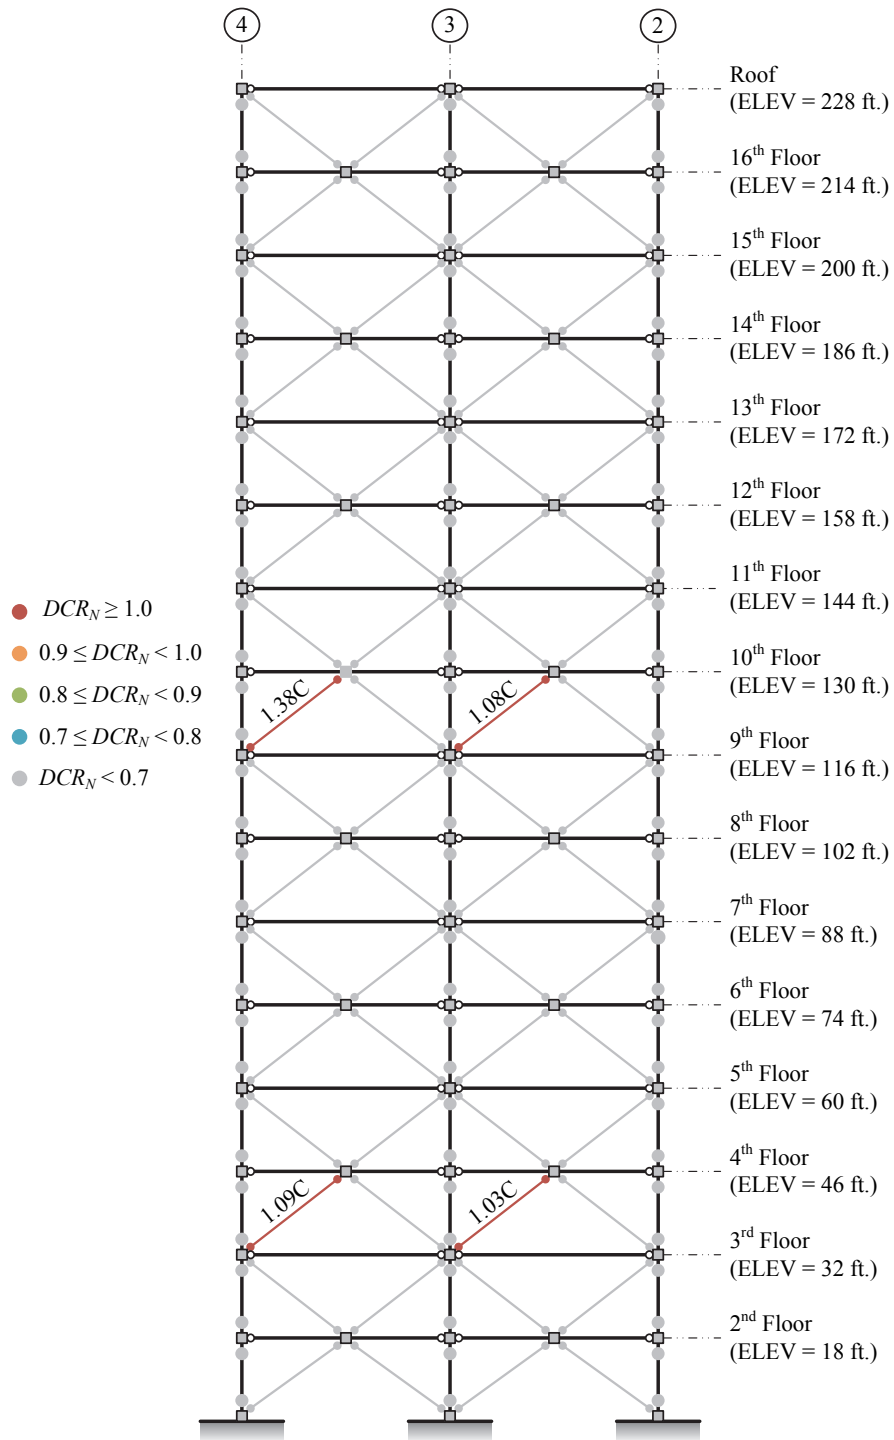 4 3 2
Roof
(ELEV = 228 ft.)
16th Floor
(ELEV = 214 ft.)
15th Floor
(ELEV = 200 ft.)
14th Floor
(ELEV = 186 ft.)
13th Floor
(ELEV = 172 ft.)
12th Floor
(ELEV = 158 ft.)
11th Floor
(ELEV = 144 ft.)
10th Floor
(ELEV = 130 ft.)
9th Floor
(ELEV = 116 ft.)
8th Floor
(ELEV = 102 ft.)
7th Floor
(ELEV = 88 ft.)
6th Floor
(ELEV = 74 ft.)
5th Floor
(ELEV = 60 ft.)
4th Floor
(ELEV = 46 ft.)
3rd Floor
(ELEV = 32 ft.)
2nd Floor
(ELEV = 18 ft.)
DCR_N ≥ 1.0
0.9 ≤ DCR_N < 1.0
0.8 ≤ DCR_N < 0.9
0.7 ≤ DCR_N < 0.8
DCR_N < 0.7
1.38C
1.08C
1.09C
1.03C